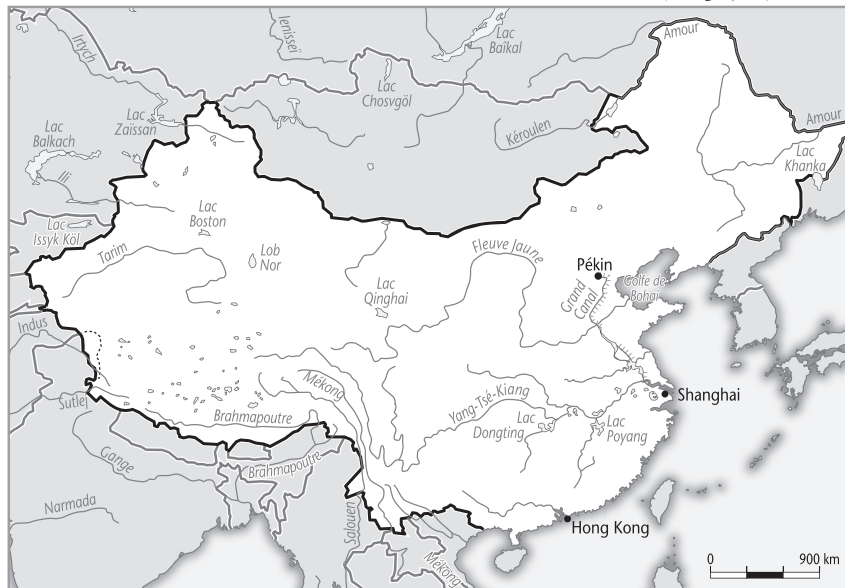 Irtych
Ienisseï
Lac
Baïkal
Amour
Lac
Chosvgöl
Lac
Zaïssan
Lac
Balkach
Kéroulen
Amour
Lac
Khanka
Ili
Lac
Boston
Lac
Issyk Köl
Tarim
Lob
Nor
Fleuve Jaune
Pékin
Lac
Qinghai
Grand
Canal
Golfe de
Bohai
Indus
Mékong
Sutlej
Brahmapoutre
Yang-Tsé-Kiang
Shanghai
Lac
Dongting
Lac
Poyang
Gange
Brahmapoutre
Narmada
Salouen
Hong Kong
Mékong
0 900 km